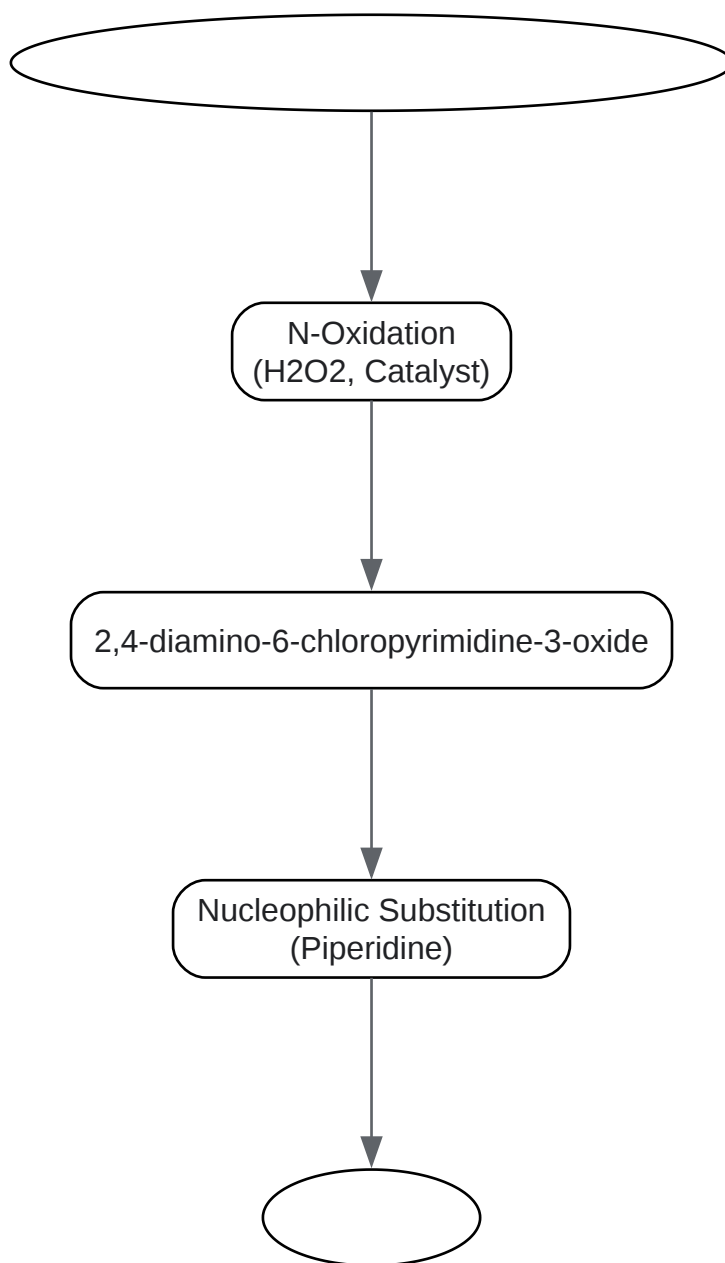 N-Oxidation
(H2O2, Catalyst)
2,4-diamino-6-chloropyrimidine-3-oxide
Nucleophilic Substitution
(Piperidine)